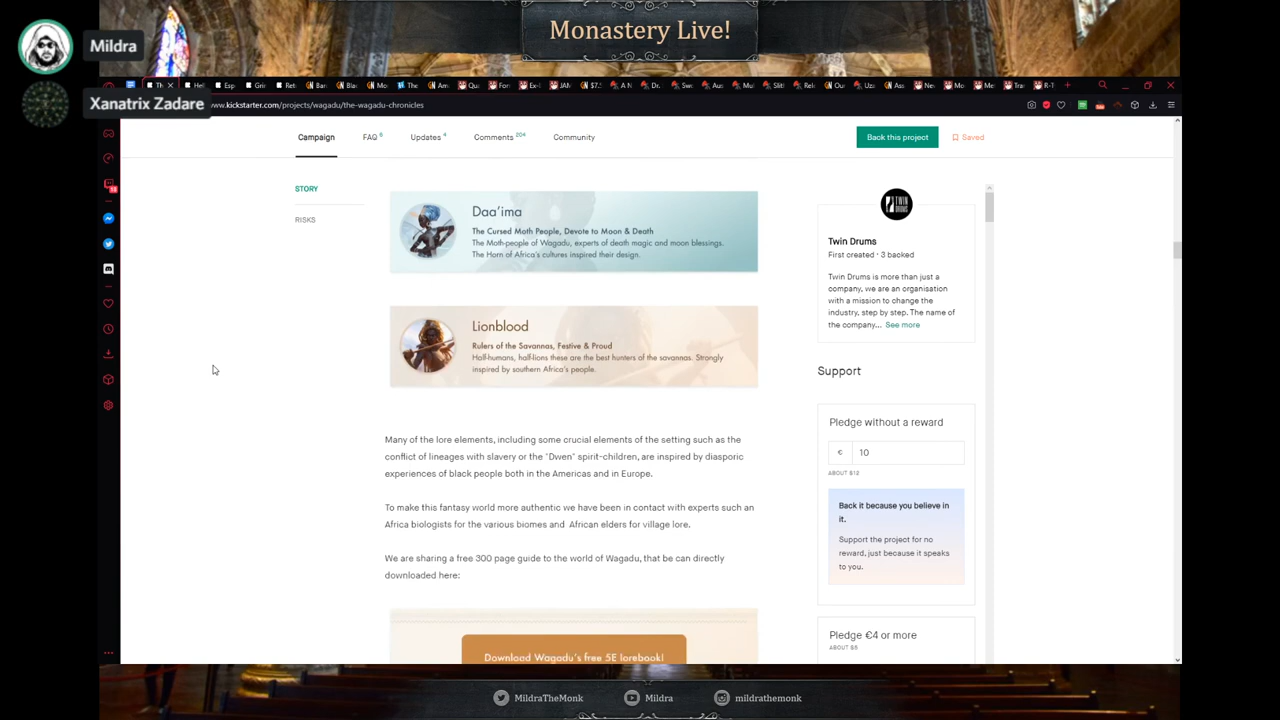 Monastery Live!
Mildra
Xanatrix Zadare
www.kickstarter.com/projects/wagadu/the-wagadu-chronicles
Campaign
FAQ 6
Updates 4
Comments 204
Community
Back this project
Saved
STORY
RISKS
Daa'ima
The Cursed Moth People, Devote to Moon & Death
The Moth-people of Wagadu, experts of death magic and moon blessings.
The Horn of Africa's cultures inspired their design.
Lionblood
Rulers of the Savannas, Festive & Proud
Half-humans, half-lions these are the best hunters of the savannas. Strongly
inspired by southern Africa's people.
Many of the lore elements, including some crucial elements of the setting such as the
conflict of lineages with slavery or the "Dwen" spirit-children, are inspired by diasporic
experiences of black people both in the Americas and in Europe.
To make this fantasy world more authentic we have been in contact with experts such an
Africa biologists for the various biomes and African elders for village lore.
We are sharing a free 300 page guide to the world of Wagadu, that be can directly
downloaded here:
Download Wagadu's free 5E lorebook!
TWIN
DRUMS
Twin Drums
First created · 3 backed
Twin Drums is more than just a
company, we are an organisation
with a mission to change the
industry, step by step. The name of
the company... See more
Support
Pledge without a reward
€ 10
ABOUT $12
Back it because you believe in
it.
Support the project for no
reward, just because it speaks
to you.
Pledge €4 or more
ABOUT $5
MildraTheMonk
Mildra
mildrathemonk